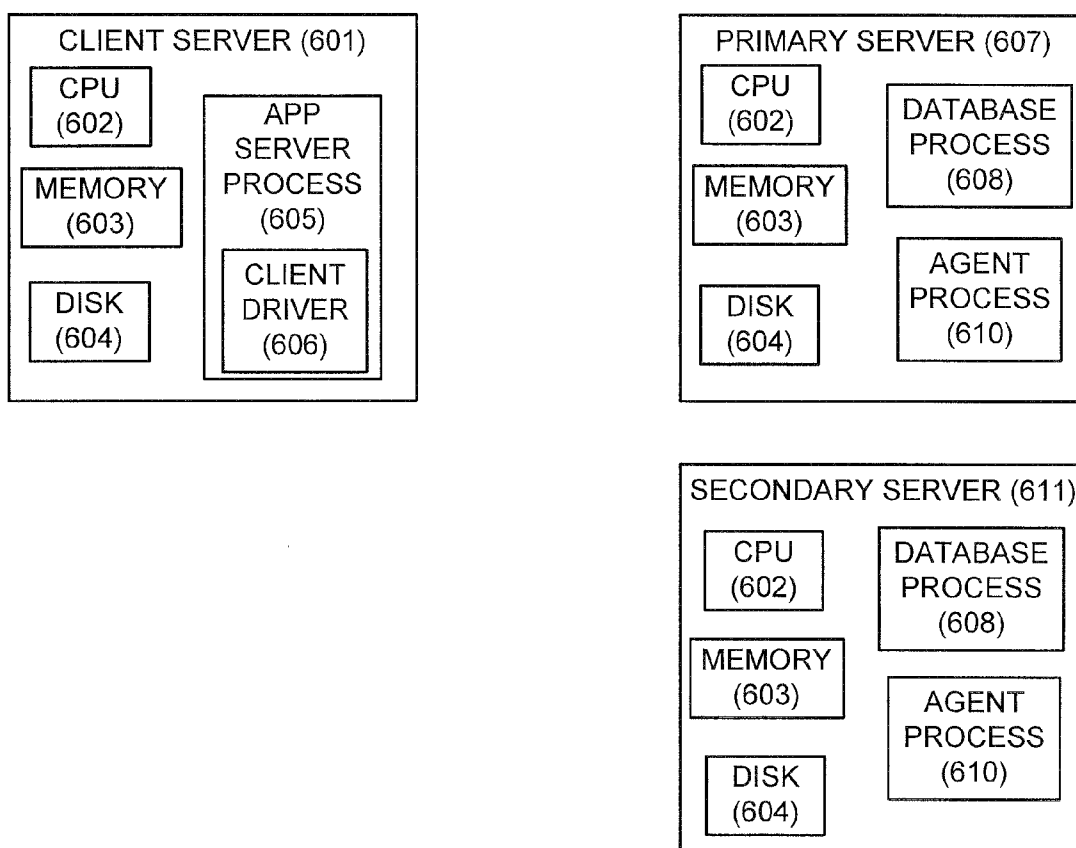 CLIENT SERVER (601)
CPU
(602)
MEMORY
(603)
DISK
(604)
APP
SERVER
PROCESS
(605)
CLIENT
DRIVER
(606)
PRIMARY SERVER (607)
CPU
(602)
MEMORY
(603)
DISK
(604)
DATABASE
PROCESS
(608)
AGENT
PROCESS
(610)
SECONDARY SERVER (611)
CPU
(602)
MEMORY
(603)
DISK
(604)
DATABASE
PROCESS
(608)
AGENT
PROCESS
(610)